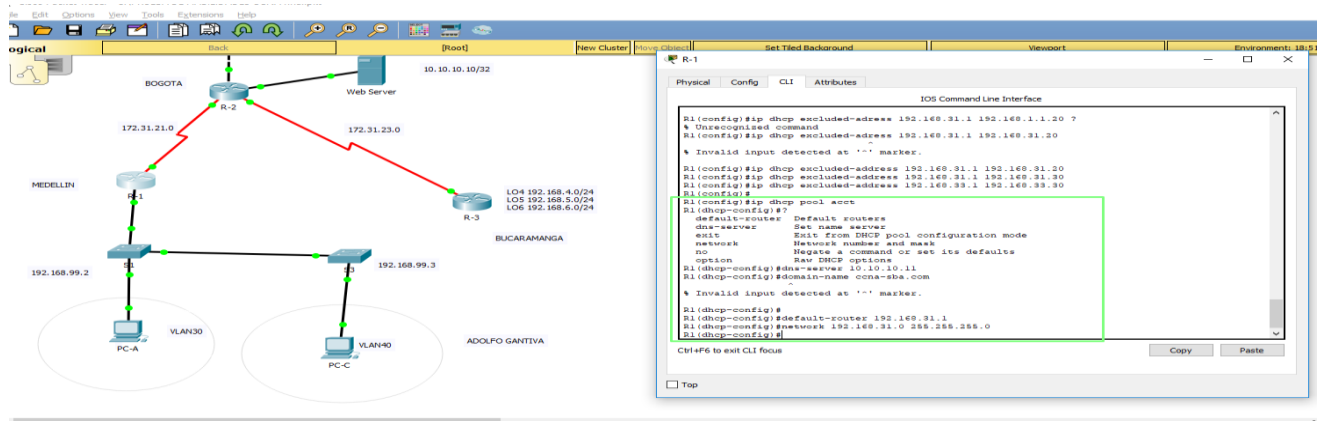 Edit Options View Tools Extensions Help
ogical
Back
[Root]
New Cluster
Move Object
Set Tiled Background
Viewport
Environment: 18:51
10.10.10.10/32
BOGOTA
Web Server
R-2
172.31.21.0
172.31.23.0
MEDELLIN
R-1
LO4 192.168.4.0/24
LO5 192.168.5.0/24
LO6 192.168.6.0/24
R-3
BUCARAMANGA
S1
S3
192.168.99.2
192.168.99.3
VLAN30
PC-A
VLAN40
PC-C
ADOLFO GANTIVA
R-1
Physical Config CLI Attributes
IOS Command Line Interface
R1(config)#ip dhcp excluded-adress 192.168.31.1 192.168.1.1.20 ?
% Unrecognized command
R1(config)#ip dhcp excluded-adress 192.168.31.1 192.168.31.20
^
% Invalid input detected at '^' marker.
R1(config)#ip dhcp excluded-address 192.168.31.1 192.168.31.20
R1(config)#ip dhcp excluded-address 192.168.31.1 192.168.31.30
R1(config)#ip dhcp excluded-address 192.168.33.1 192.168.33.30
R1(config)#
R1(config)#ip dhcp pool acct
R1(dhcp-config)#?
default-router Default routers
dns-server Set name server
exit Exit from DHCP pool configuration mode
network Network number and mask
no Negate a command or set its defaults
option Raw DHCP options
R1(dhcp-config)#dns-server 10.10.10.11
R1(dhcp-config)#domain-name ccna-sba.com
^
% Invalid input detected at '^' marker.
R1(dhcp-config)#
R1(dhcp-config)#default-router 192.168.31.1
R1(dhcp-config)#network 192.168.31.0 255.255.255.0
R1(dhcp-config)#
Ctrl+F6 to exit CLI focus
Copy
Paste
Top